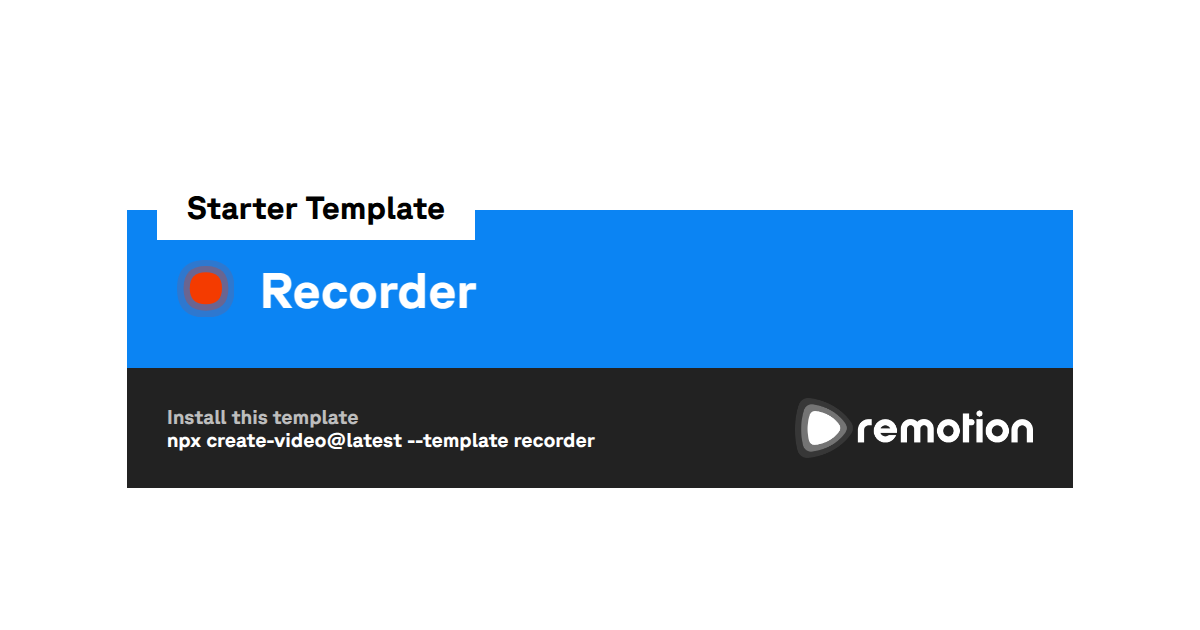 Starter Template
Recorder
Install this template
npx create-video@latest --template recorder
remotion